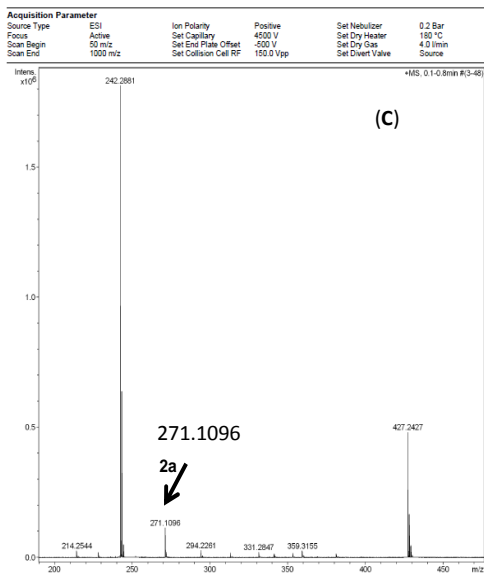 Acquisition Parameter
Source Type ESI Ion Polarity Positive Set Nebulizer 0.2 Bar
Focus Active Set Capillary 4500 V Set Dry Heater 180 °C
Scan Begin 50 m/z Set End Plate Offset -500 V Set Dry Gas 4.0 l/min
Scan End 1000 m/z Set Collision Cell RF 150.0 Vpp Set Divert Valve Source
Intens.
x10⁶
+MS, 0.1-0.8min #(3-48)
242.2881
(C)
1.5
1.0
0.5
271.1096
427.2427
2a
271.1096
214.2544
294.2261
331.2847
359.3155
0.0
200 250 300 350 400 450 m/z